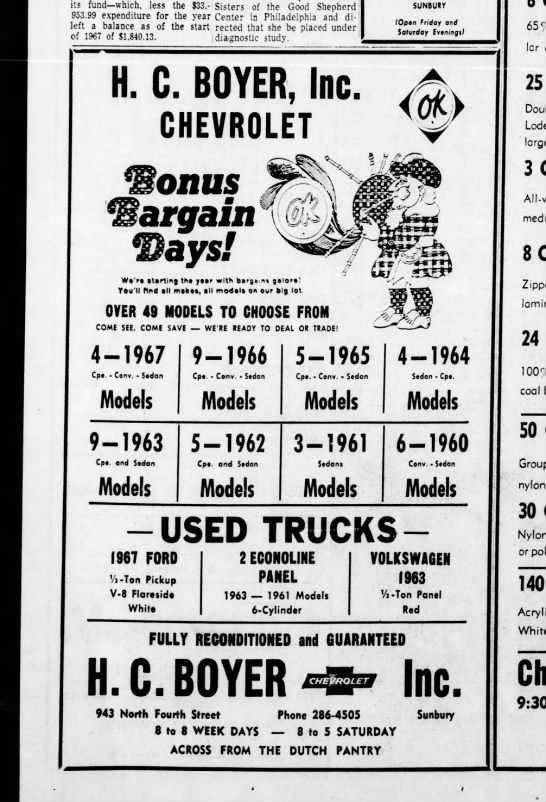 its fund—which, less the $33,-
953.99 expenditure for the year
left a balance as of the start
of 1967 of $1,840.13.
Sisters of the Good Shepherd
Center in Philadelphia and di-
rected that she be placed under
diagnostic study.
SUNBURY
(Open Friday and
Saturday Evenings)
H. C. BOYER, Inc.
CHEVROLET
OK
Bonus
Bargain
Days!
OK
We're starting the year with bargains galore!
You'll find all makes, all models on our big lot.
OVER 49 MODELS TO CHOOSE FROM
COME SEE, COME SAVE — WE'RE READY TO DEAL OR TRADE!
4—1967
Cpe. - Conv. - Sedan
Models
9—1966
Cpe. - Conv. - Sedan
Models
5—1965
Cpe. - Conv. - Sedan
Models
4—1964
Sedan - Cpe.
Models
9—1963
Cpe. and Sedan
Models
5—1962
Cpe. and Sedan
Models
3—1961
Sedans
Models
6—1960
Conv. - Sedan
Models
—USED TRUCKS—
1967 FORD
½-Ton Pickup
V-8 Flareside
White
2 ECONOLINE
PANEL
1963 — 1961 Models
6-Cylinder
VOLKSWAGEN
1963
½-Ton Panel
Red
FULLY RECONDITIONED and GUARANTEED
H. C. BOYER CHEVROLET Inc.
943 North Fourth Street Phone 286-4505 Sunbury
8 to 8 WEEK DAYS — 8 to 5 SATURDAY
ACROSS FROM THE DUTCH PANTRY
25
Dou
Lode
larg
3
All-
med
8
Zipp
lami
24
100%
coal
50
Group
nylon
30
Nylon
or pol
140
Acryli
White
Ch
9:30